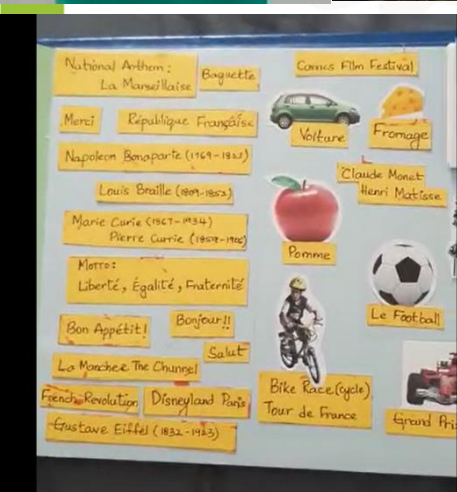 National Anthem:
La Marseillaise
Baguette
Merci
République Française
Napoleon Bonaparte (1769-1821)
Louis Braille (1809-1852)
Marie Curie (1867-1934)
Pierre Currie (1859-1906)
MOTTO:
Liberté, Égalité, Fraternité
Bon Appétit!
Bonjour!!
Salut
La Manchee The Chunnel
French Revolution
Disneyland Paris
Gustave Eiffel (1832-1923)
Cannes Film Festival
Voiture
Fromage
Claude Monet
Henri Matisse
Pomme
Le Football
Bike Race (cycle)
Tour de France
Grand Pri